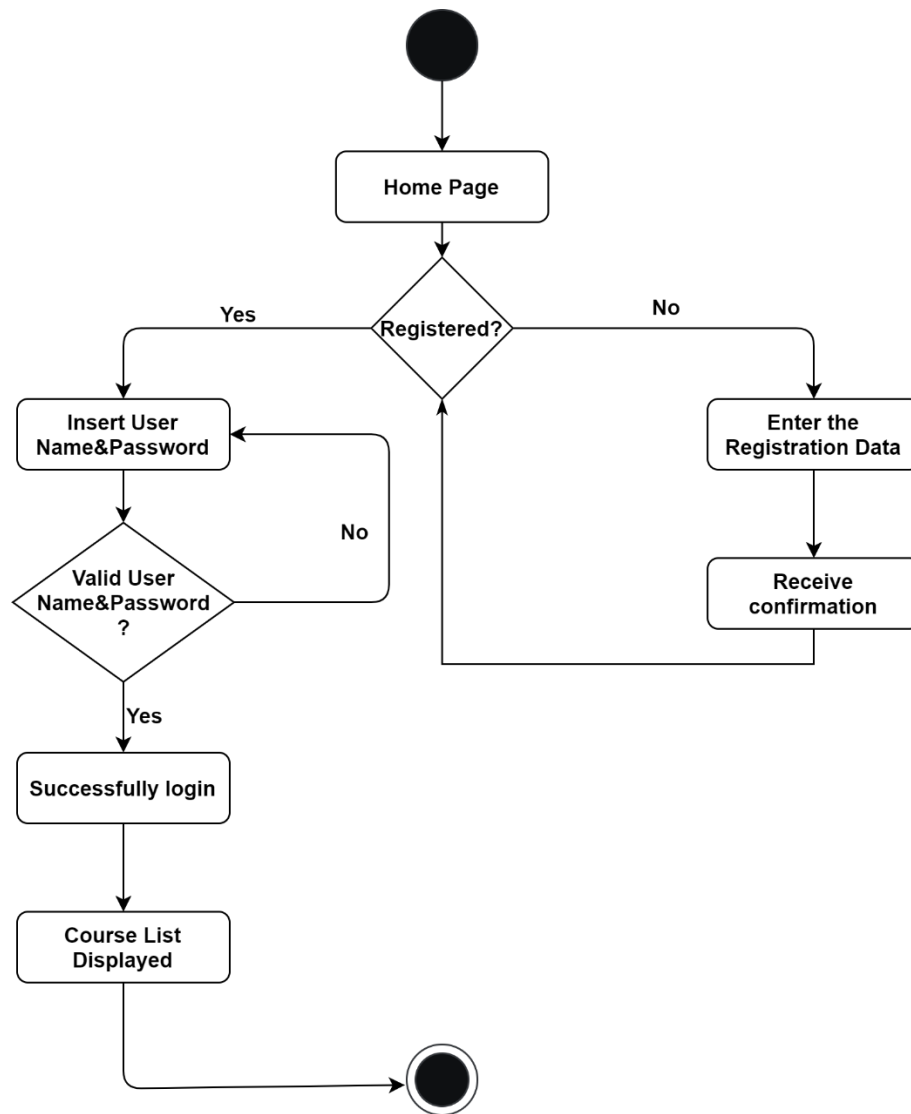 Home Page
Registered?
Yes
No
Insert User
Name&Password
Enter the
Registration Data
No
Valid User
Name&Password
?
Receive
confirmation
Yes
Successfully login
Course List
Displayed